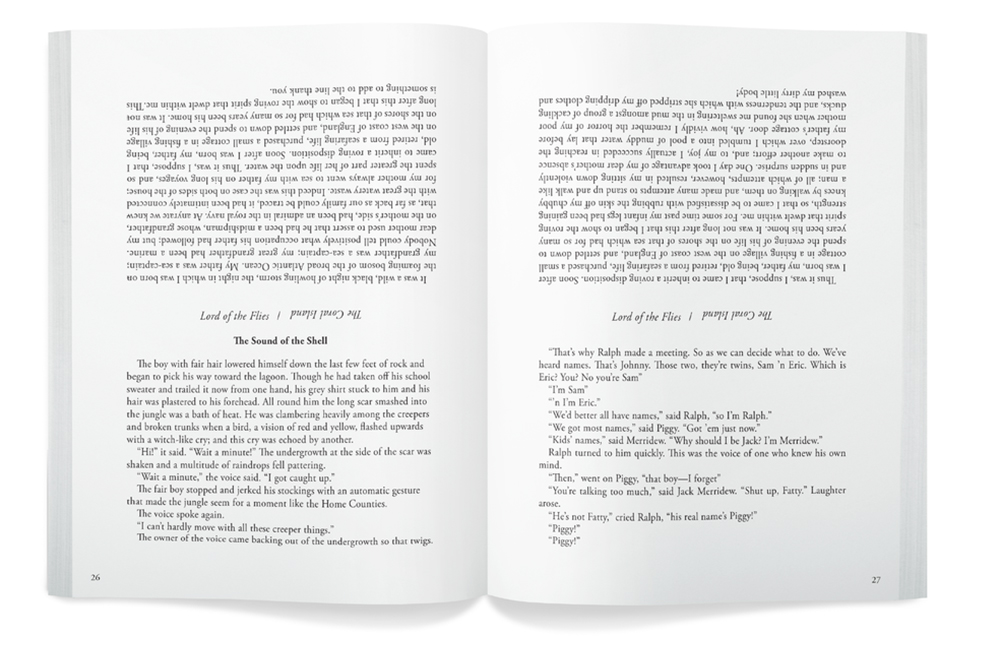 It was a wild, black night of howling storm, the night in which I was born on
the foaming bosom of the broad Atlantic Ocean. My father was a sea-captain;
my grandfather was a sea-captain; my great grandfather had been a marine.
Nobody could tell positively what occupation his father had followed; but my
dear mother used to assert that he had been a midshipman, whose grandfather,
on the mother's side, had been an admiral in the royal navy. At anyrate we knew
that, as far back as our family could be traced, it had been intimately connected
with the great watery waste. Indeed this was the case on both sides of the house;
for my mother always went to sea with my father on his long voyages, and so
spent the greater part of her life upon the water. Thus it was, I suppose, that I
came to inherit a roving disposition. Soon after I was born, my father, being
old, retired from a seafaring life, purchased a small cottage in a fishing village
on the west coast of England, and settled down to spend the evening of his life
on the shores of that sea which had for so many years been his home. It was not
long after this that I began to show the roving spirit that dwelt within me. This
is something to add to the line thank you.
Lord of the Flies | The Coral Island
The Sound of the Shell
The boy with fair hair lowered himself down the last few feet of rock and
began to pick his way toward the lagoon. Though he had taken off his school
sweater and trailed it now from one hand, his grey shirt stuck to him and his
hair was plastered to his forehead. All round him the long scar smashed into
the jungle was a bath of heat. He was clambering heavily among the creepers
and broken trunks when a bird, a vision of red and yellow, flashed upwards
with a witch-like cry; and this cry was echoed by another.
“Hi!” it said. “Wait a minute!” The undergrowth at the side of the scar was
shaken and a multitude of raindrops fell pattering.
“Wait a minute,” the voice said. “I got caught up.”
The fair boy stopped and jerked his stockings with an automatic gesture
that made the jungle seem for a moment like the Home Counties.
The voice spoke again.
“I can’t hardly move with all these creeper things.”
The owner of the voice came backing out of the undergrowth so that twigs.
26
Thus it was, I suppose, that I came to inherit a roving disposition. Soon after
I was born, my father, being old, retired from a seafaring life, purchased a small
cottage in a fishing village on the west coast of England, and settled down to
spend the evening of his life on the shores of that sea which had for so many
years been his home. It was not long after this that I began to show the roving
spirit that dwelt within me. For some time past my infant legs had been gaining
strength, so that I came to be dissatisfied with rubbing the skin off my chubby
knees by walking on them, and made many attempts to stand up and walk like
a man; all of which attempts, however, resulted in my sitting down violently
and in sudden surprise. One day I took advantage of my dear mother's absence
to make another effort; and, to my joy, I actually succeeded in reaching the
doorstep, over which I tumbled into a pool of muddy water that lay before
my father's cottage door. Ah, how vividly I remember the horror of my poor
mother when she found me sweltering in the mud amongst a group of cackling
ducks, and the tenderness with which she stripped off my dripping clothes and
washed my dirty little body!
Lord of the Flies | The Coral Island
“That’s why Ralph made a meeting. So as we can decide what to do. We’ve
heard names. That’s Johnny. Those two, they’re twins, Sam ’n Eric. Which is
Eric? You? No you’re Sam”
“I’m Sam”
“’n I’m Eric.”
“We’d better all have names,” said Ralph, “so I’m Ralph.”
“We got most names,” said Piggy. “Got ’em just now.”
“Kids’ names,” said Merridew. “Why should I be Jack? I’m Merridew.”
Ralph turned to him quickly. This was the voice of one who knew his own
mind.
“Then,” went on Piggy, “that boy—I forget”
“You’re talking too much,” said Jack Merridew. “Shut up, Fatty.” Laughter
arose.
“He’s not Fatty,” cried Ralph, “his real name’s Piggy!”
“Piggy!”
“Piggy!”
27